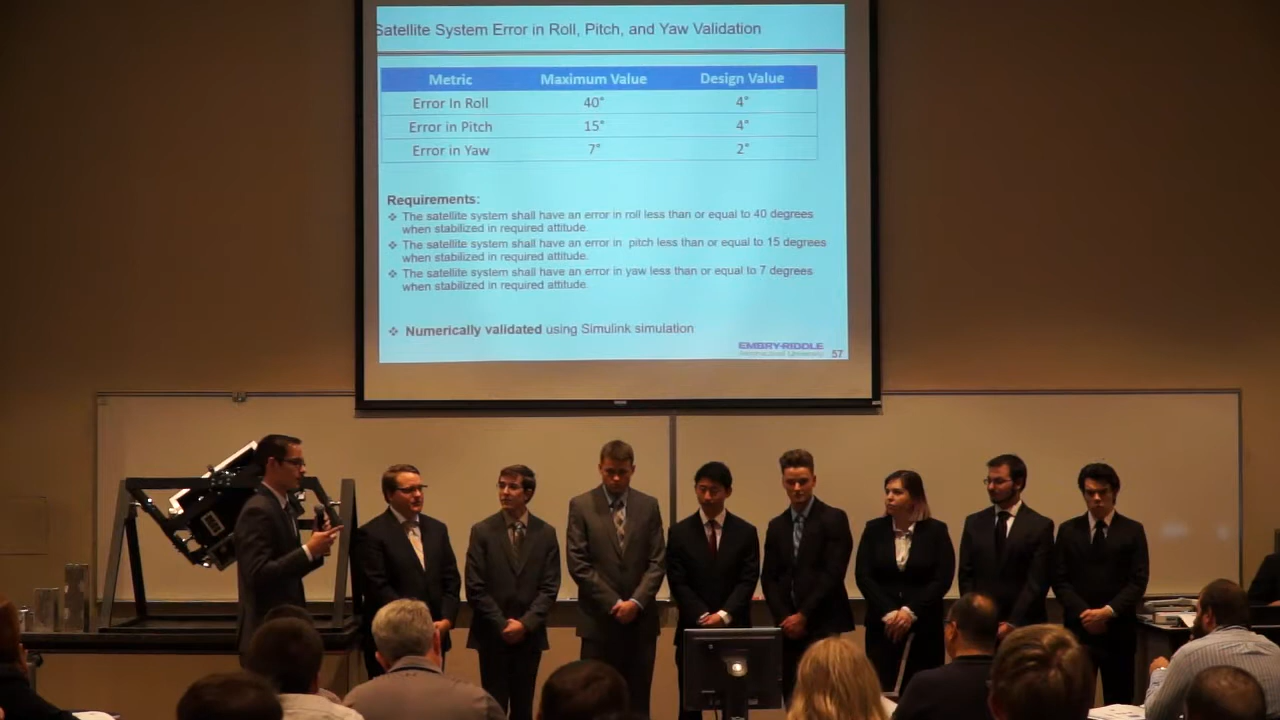 Satellite System Error in Roll, Pitch, and Yaw Validation
Metric Maximum Value Design Value
Error In Roll 40° 4°
Error in Pitch 15° 4°
Error in Yaw 7° 2°
Requirements:
❖ The satellite system shall have an error in roll less than or equal to 40 degrees
when stabilized in required attitude.
❖ The satellite system shall have an error in pitch less than or equal to 15 degrees
when stabilized in required attitude.
❖ The satellite system shall have an error in yaw less than or equal to 7 degrees
when stabilized in required attitude.
❖ Numerically validated using Simulink simulation
EMBRY-RIDDLE
Aeronautical University
57